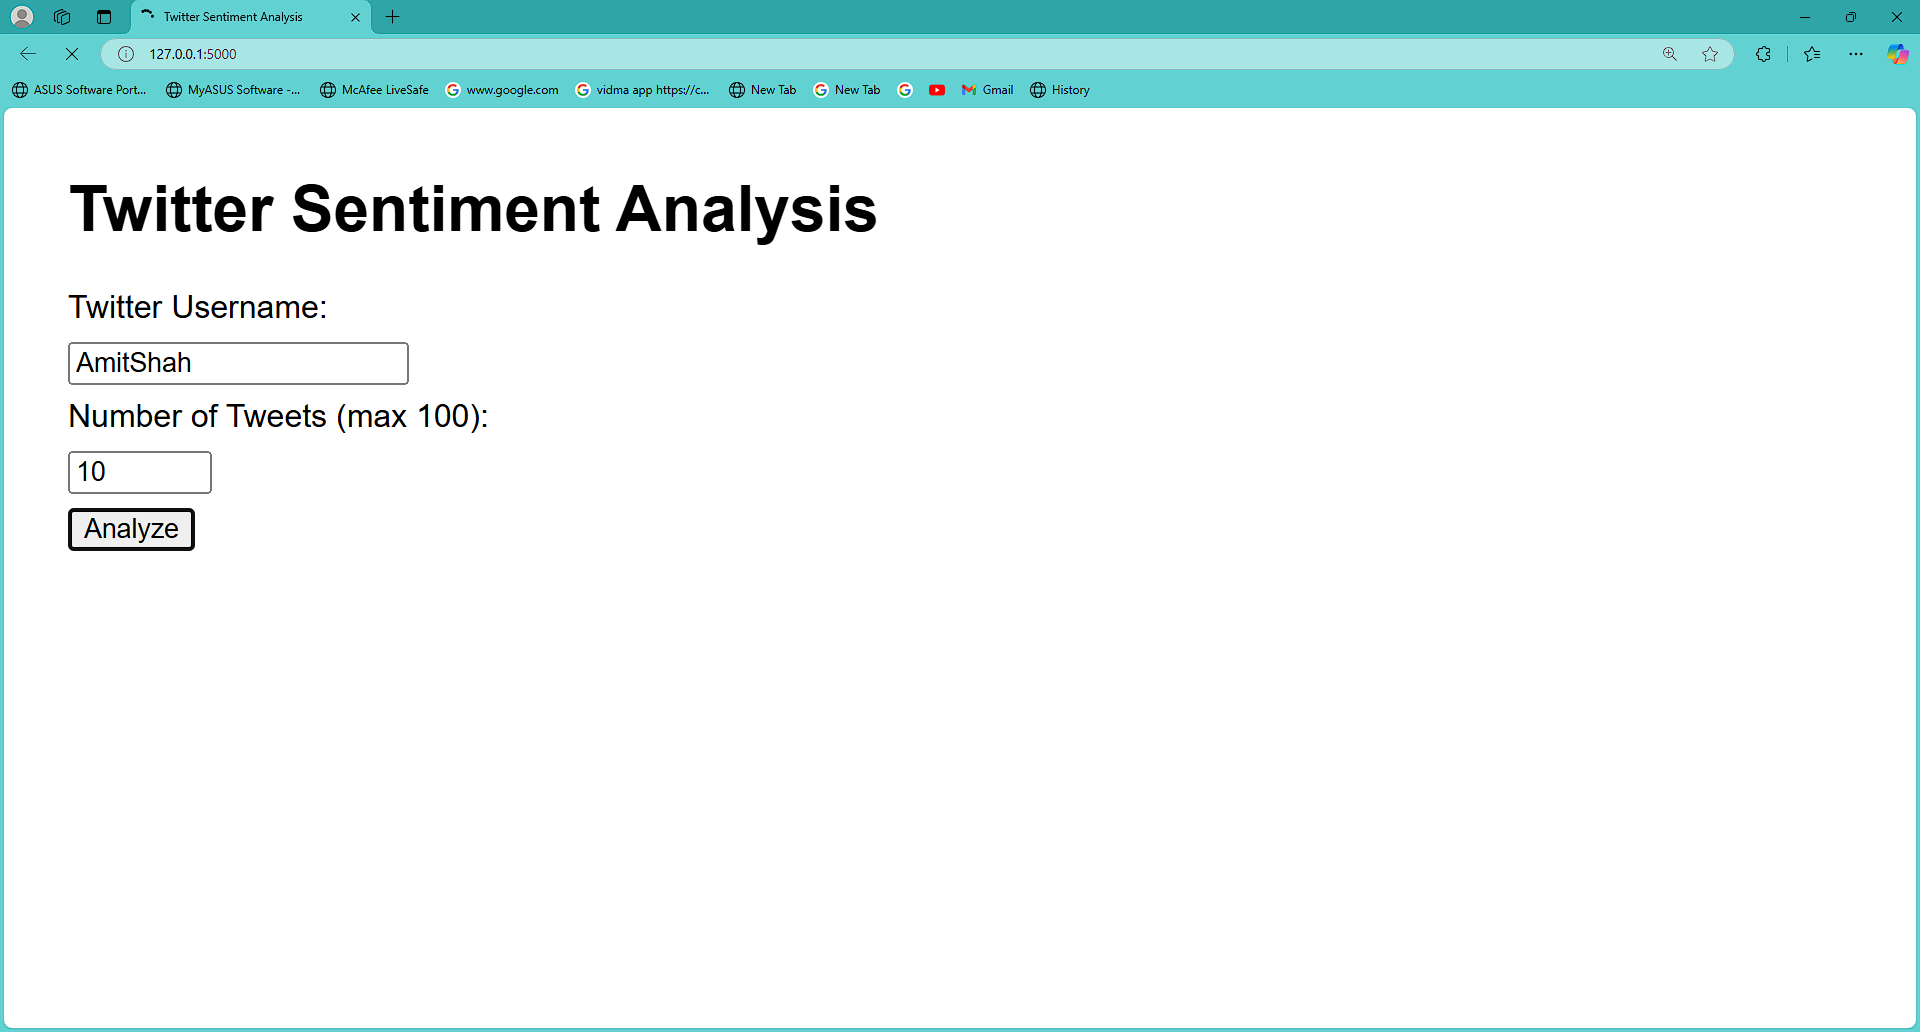 Twitter Sentiment Analysis
127.0.0.1:5000
ASUS Software Port... MyASUS Software -... McAfee LiveSafe www.google.com vidma app https://c... New Tab New Tab Gmail History
Twitter Sentiment Analysis
Twitter Username:
AmitShah
Number of Tweets (max 100):
10
Analyze